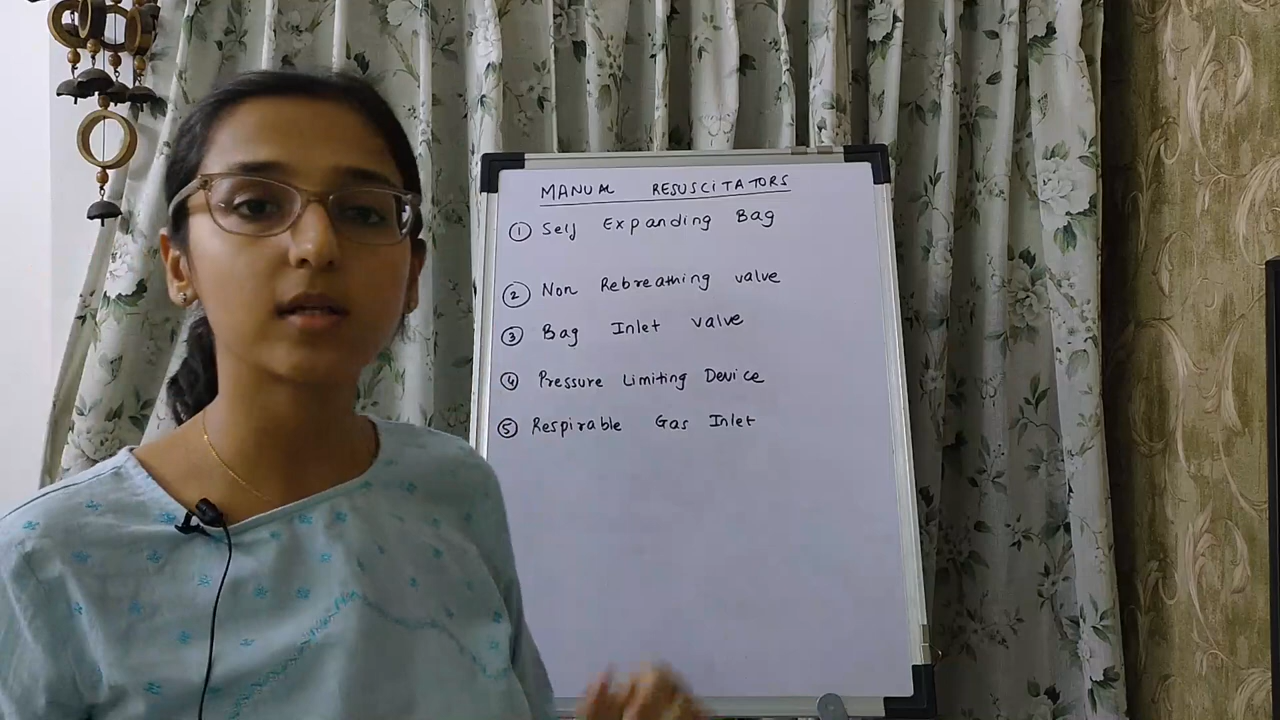 MANUAL RESUSCITATORS
① Self Expanding Bag
② Non Rebreathing valve
③ Bag Inlet valve
④ Pressure Limiting Device
⑤ Respirable Gas Inlet